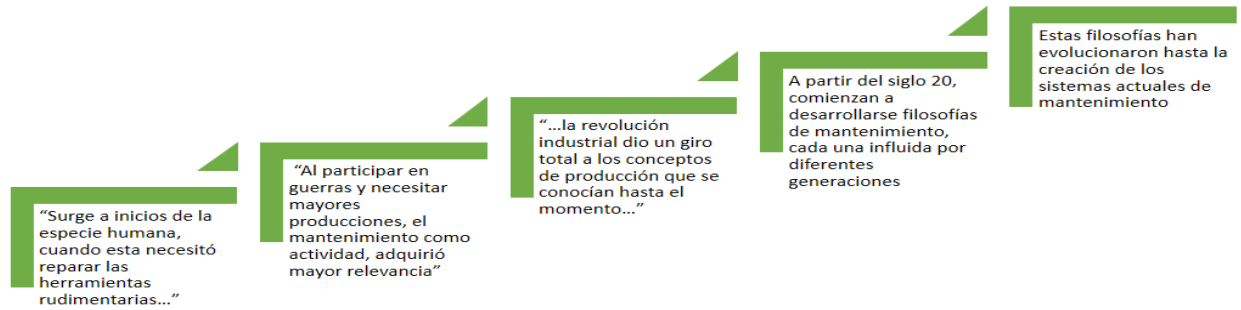 “Surge a inicios de la
especie humana,
cuando esta necesitó
reparar las
herramientas
rudimentarias…”
“Al participar en
guerras y necesitar
mayores
producciones, el
mantenimiento como
actividad, adquirió
mayor relevancia”
“…la revolución
industrial dio un giro
total a los conceptos
de producción que se
conocían hasta el
momento…”
A partir del siglo 20,
comienzan a
desarrollarse filosofías
de mantenimiento,
cada una influida por
diferentes
generaciones
Estas filosofías han
evolucionaron hasta la
creación de los
sistemas actuales de
mantenimiento